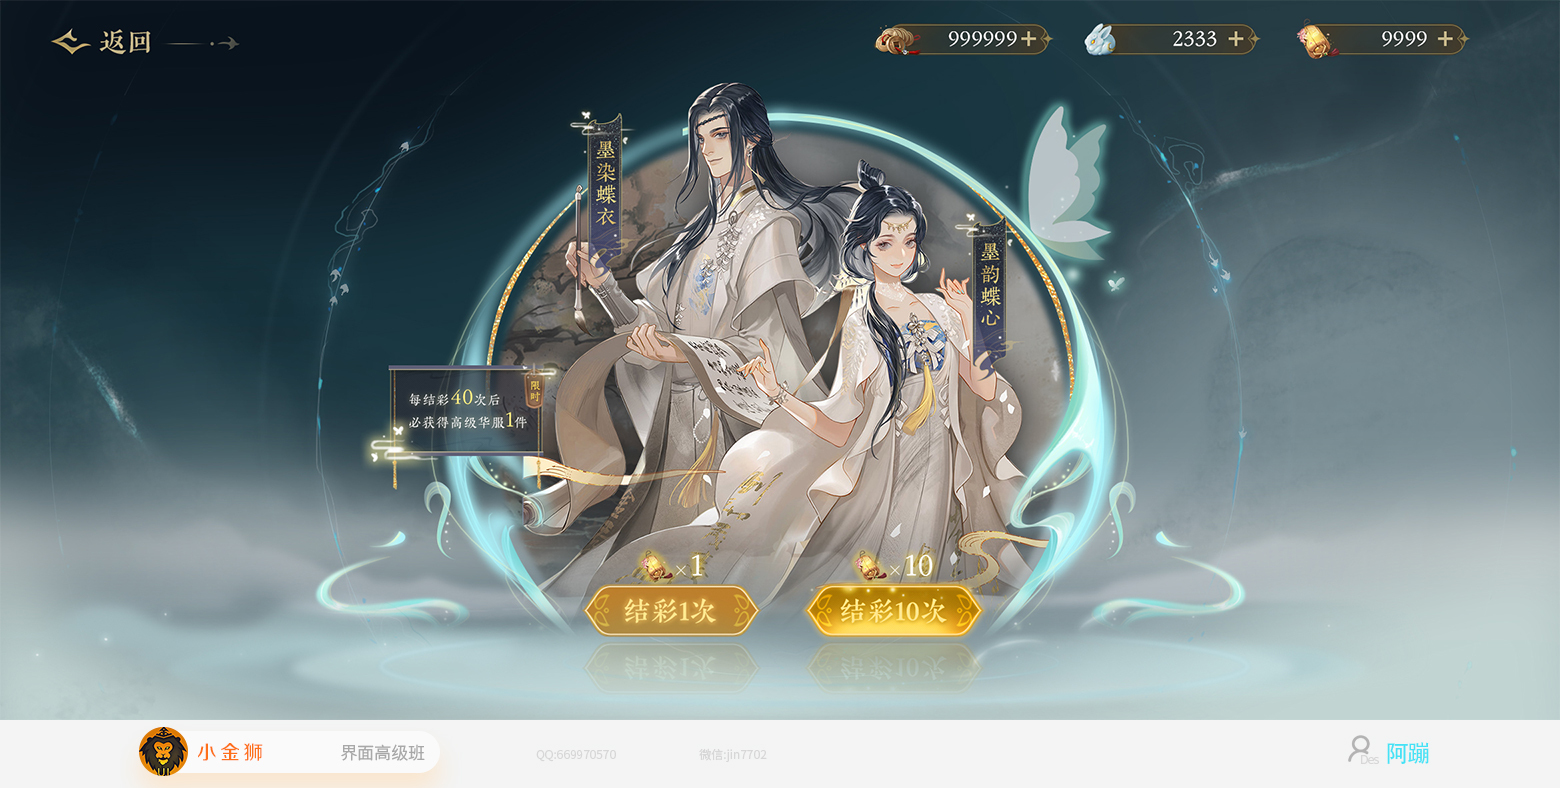 返回
999999
2333
9999
墨染蝶衣
墨韵蝶心
限时
每结彩40次后
必获得高级华服1件
×1
×10
结彩1次
结彩10次
小金狮
界面高级班
QQ:669970570
微信:jin7702
Des
阿蹦
UI